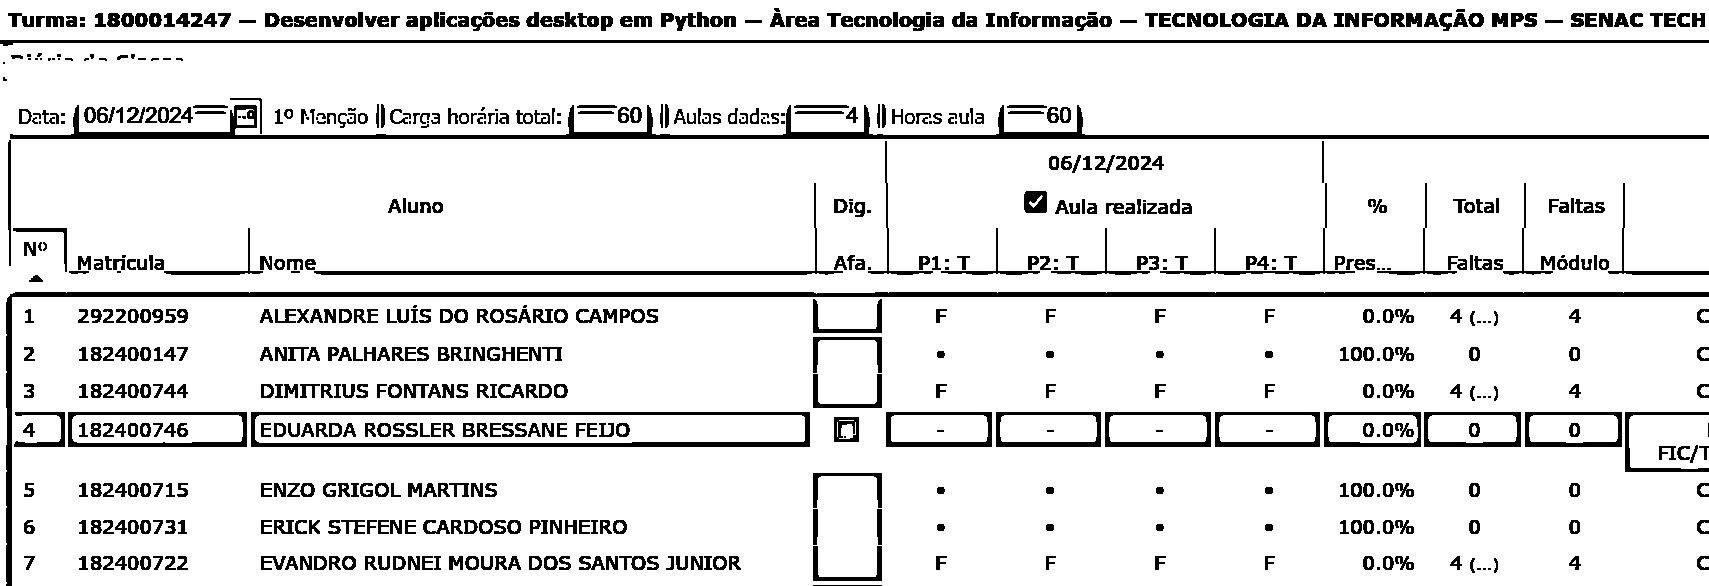 Turma: 1800014247 — Desenvolver aplicações desktop em Python — Àrea Tecnologia da Informação — TECNOLOGIA DA INFORMAÇÃO MPS — SENAC TECH
Data: 06/12/2024 1º Menção Carga horária total: 60 Aulas dadas: 4 Horas aula 60
06/12/2024
Aluno Dig. Aula realizada % Total Faltas
Nº Matrícula Nome Afa. P1: T P2: T P3: T P4: T Pres... Faltas Módulo
1 292200959 ALEXANDRE LUÍS DO ROSÁRIO CAMPOS F F F F 0.0% 4 (...) 4 C
2 182400147 ANITA PALHARES BRINGHENTI • • • • 100.0% 0 0 C
3 182400744 DIMITRIUS FONTANS RICARDO F F F F 0.0% 4 (...) 4 C
4 182400746 EDUARDA ROSSLER BRESSANE FEIJO - - - - 0.0% 0 0
FIC/T
5 182400715 ENZO GRIGOL MARTINS • • • • 100.0% 0 0 C
6 182400731 ERICK STEFENE CARDOSO PINHEIRO • • • • 100.0% 0 0 C
7 182400722 EVANDRO RUDNEI MOURA DOS SANTOS JUNIOR F F F F 0.0% 4 (...) 4 C